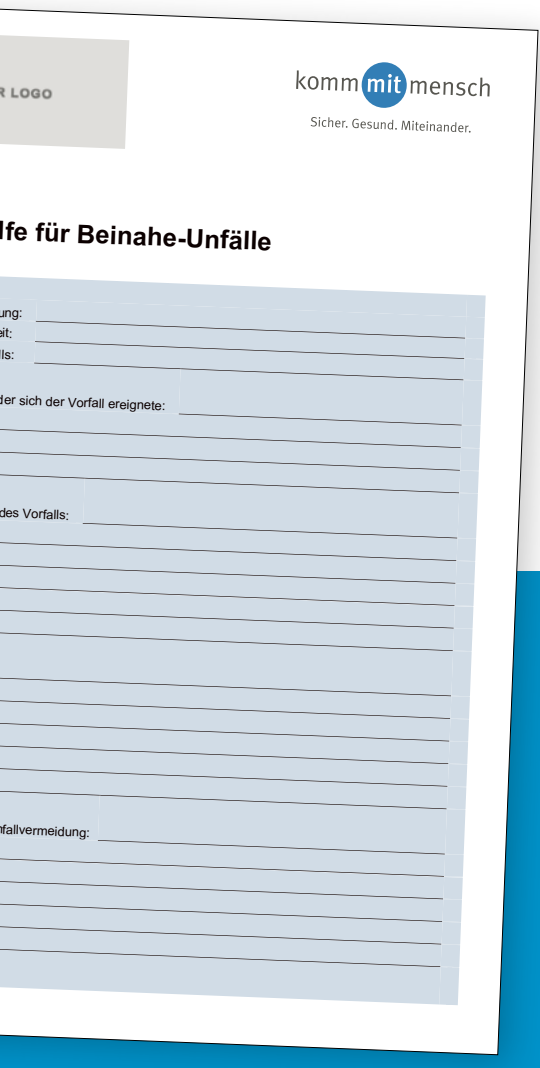 R LOGO
komm mit mensch
Sicher. Gesund. Miteinander.
lfe für Beinahe-Unfälle
ung:
eit:
lls:
der sich der Vorfall ereignete:
des Vorfalls:
nfallvermeidung: